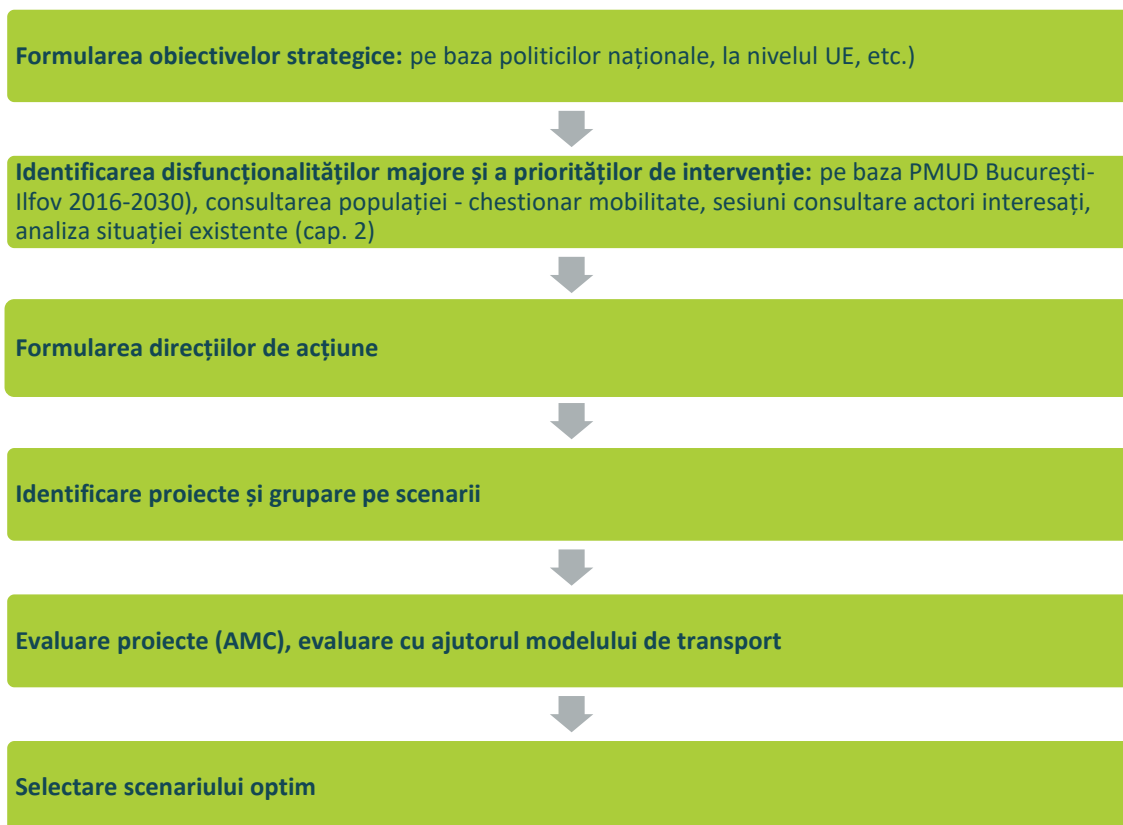 Formularea obiectivelor strategice: pe baza politicilor naționale, la nivelul UE, etc.)
Identificarea disfuncționalităților majore și a priorităților de intervenție: pe baza PMUD București-
Ilfov 2016-2030), consultarea populației - chestionar mobilitate, sesiuni consultare actori interesați,
analiza situației existente (cap. 2)
Formularea direcțiilor de acțiune
Identificare proiecte și grupare pe scenarii
Evaluare proiecte (AMC), evaluare cu ajutorul modelului de transport
Selectare scenariului optim